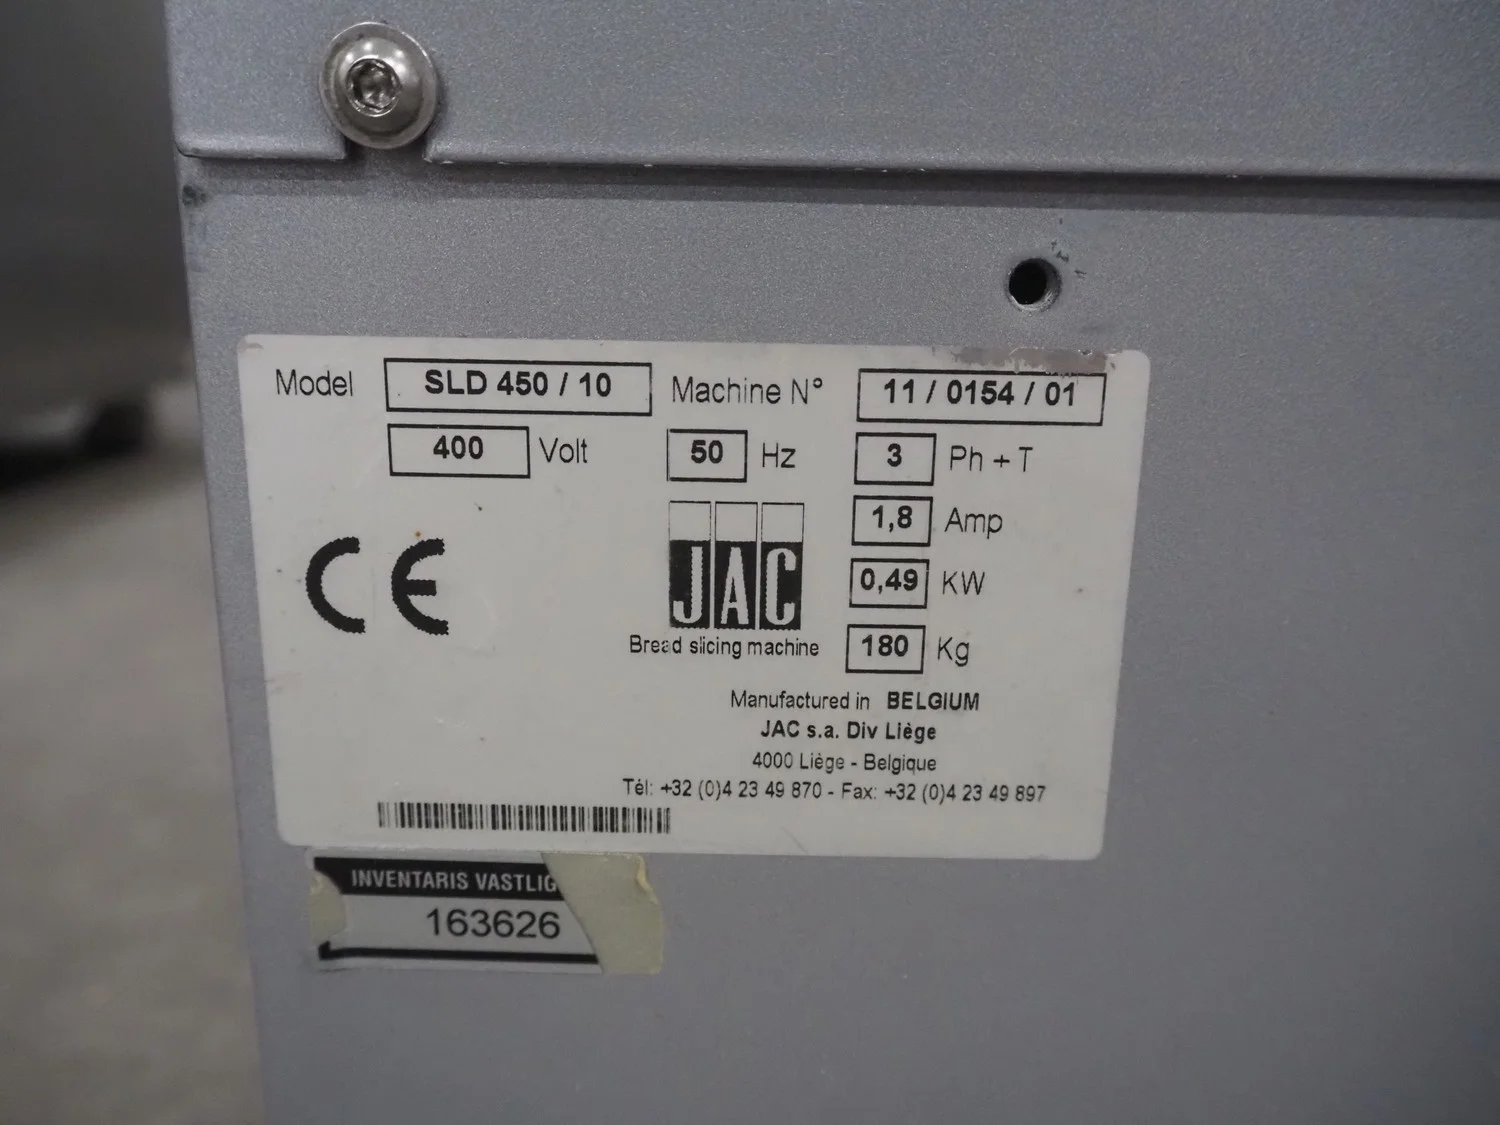 Model SLD 450 / 10 Machine N° 11 / 0154 / 01
400 Volt 50 Hz 3 Ph + T
1,8 Amp
CE JAC 0,49 KW
Bread slicing machine 180 Kg
Manufactured in BELGIUM
JAC s.a. Div Liège
4000 Liège - Belgique
Tél: +32 (0)4 23 49 870 - Fax: +32 (0)4 23 49 897
INVENTARIS VASTLIG
163626